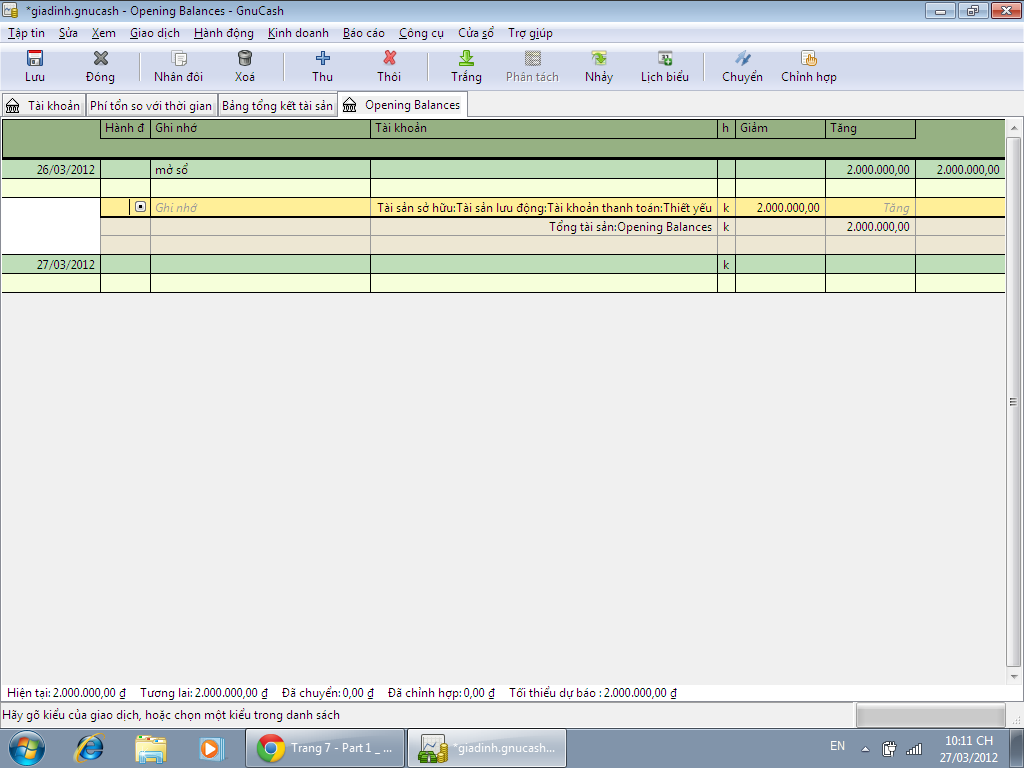 *giadinh.gnucash - Opening Balances - GnuCash
Tập tin Sửa Xem Giao dịch Hành động Kinh doanh Báo cáo Công cụ Cửa sổ Trợ giúp
Lưu Đóng Nhân đôi Xoá Thu Thôi Trắng Phân tách Nhảy Lịch biểu Chuyển Chỉnh hợp
Tài khoản Phí tổn so với thời gian Bảng tổng kết tài sản Opening Balances
Hành đ Ghi nhớ Tài khoản h Giảm Tăng
26/03/2012 mở sổ 2.000.000,00 2.000.000,00
Ghi nhớ Tài sản sở hữu:Tài sản lưu động:Tài khoản thanh toán:Thiết yếu k 2.000.000,00 Tăng
Tổng tài sản:Opening Balances k 2.000.000,00
27/03/2012 k
Hiện tại: 2.000.000,00 ₫ Tương lai: 2.000.000,00 ₫ Đã chuyển: 0,00 ₫ Đã chỉnh hợp: 0,00 ₫ Tối thiểu dự báo : 2.000.000,00 ₫
Hãy gõ kiểu của giao dịch, hoặc chọn một kiểu trong danh sách
Trang 7 - Part 1 _ ... *giadinh.gnucash... EN 10:11 CH
27/03/2012